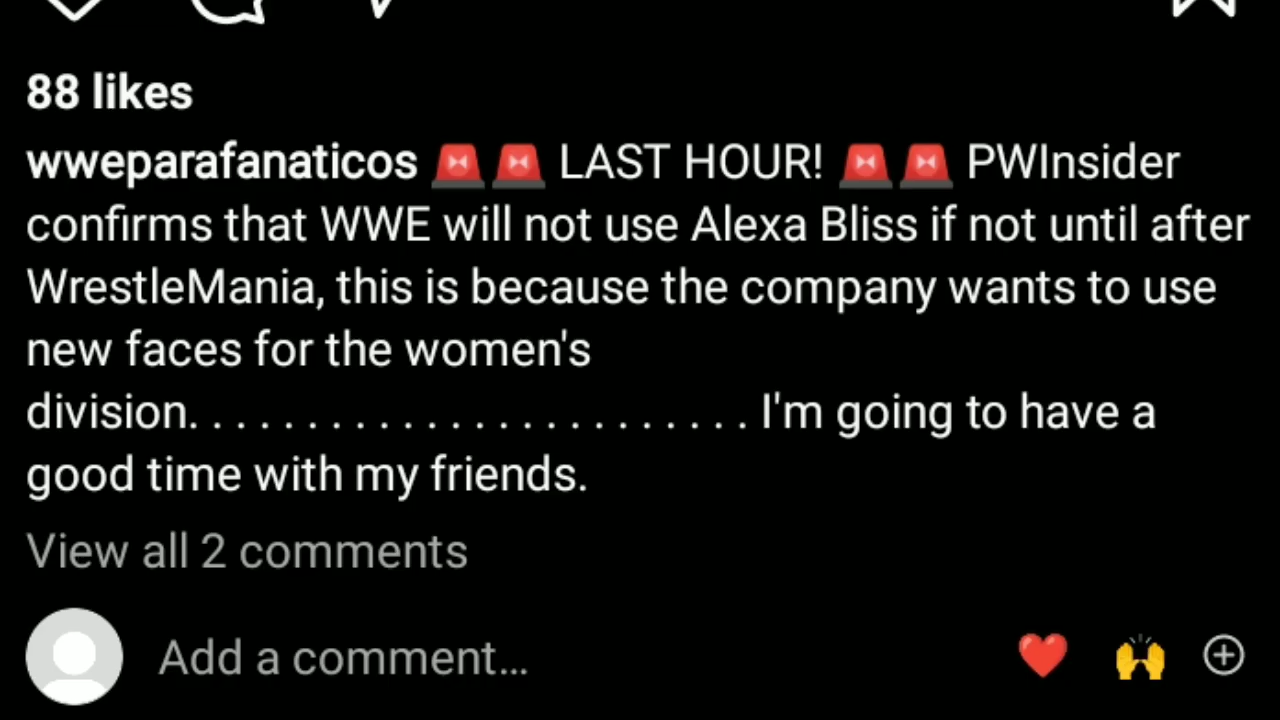 88 likes
wweparafanaticos 🚨🚨 LAST HOUR! 🚨🚨 PWInsider
confirms that WWE will not use Alexa Bliss if not until after
WrestleMania, this is because the company wants to use
new faces for the women's
division. . . . . . . . . . . . . . . . . . . . . . . . I'm going to have a
good time with my friends.
View all 2 comments
Add a comment...